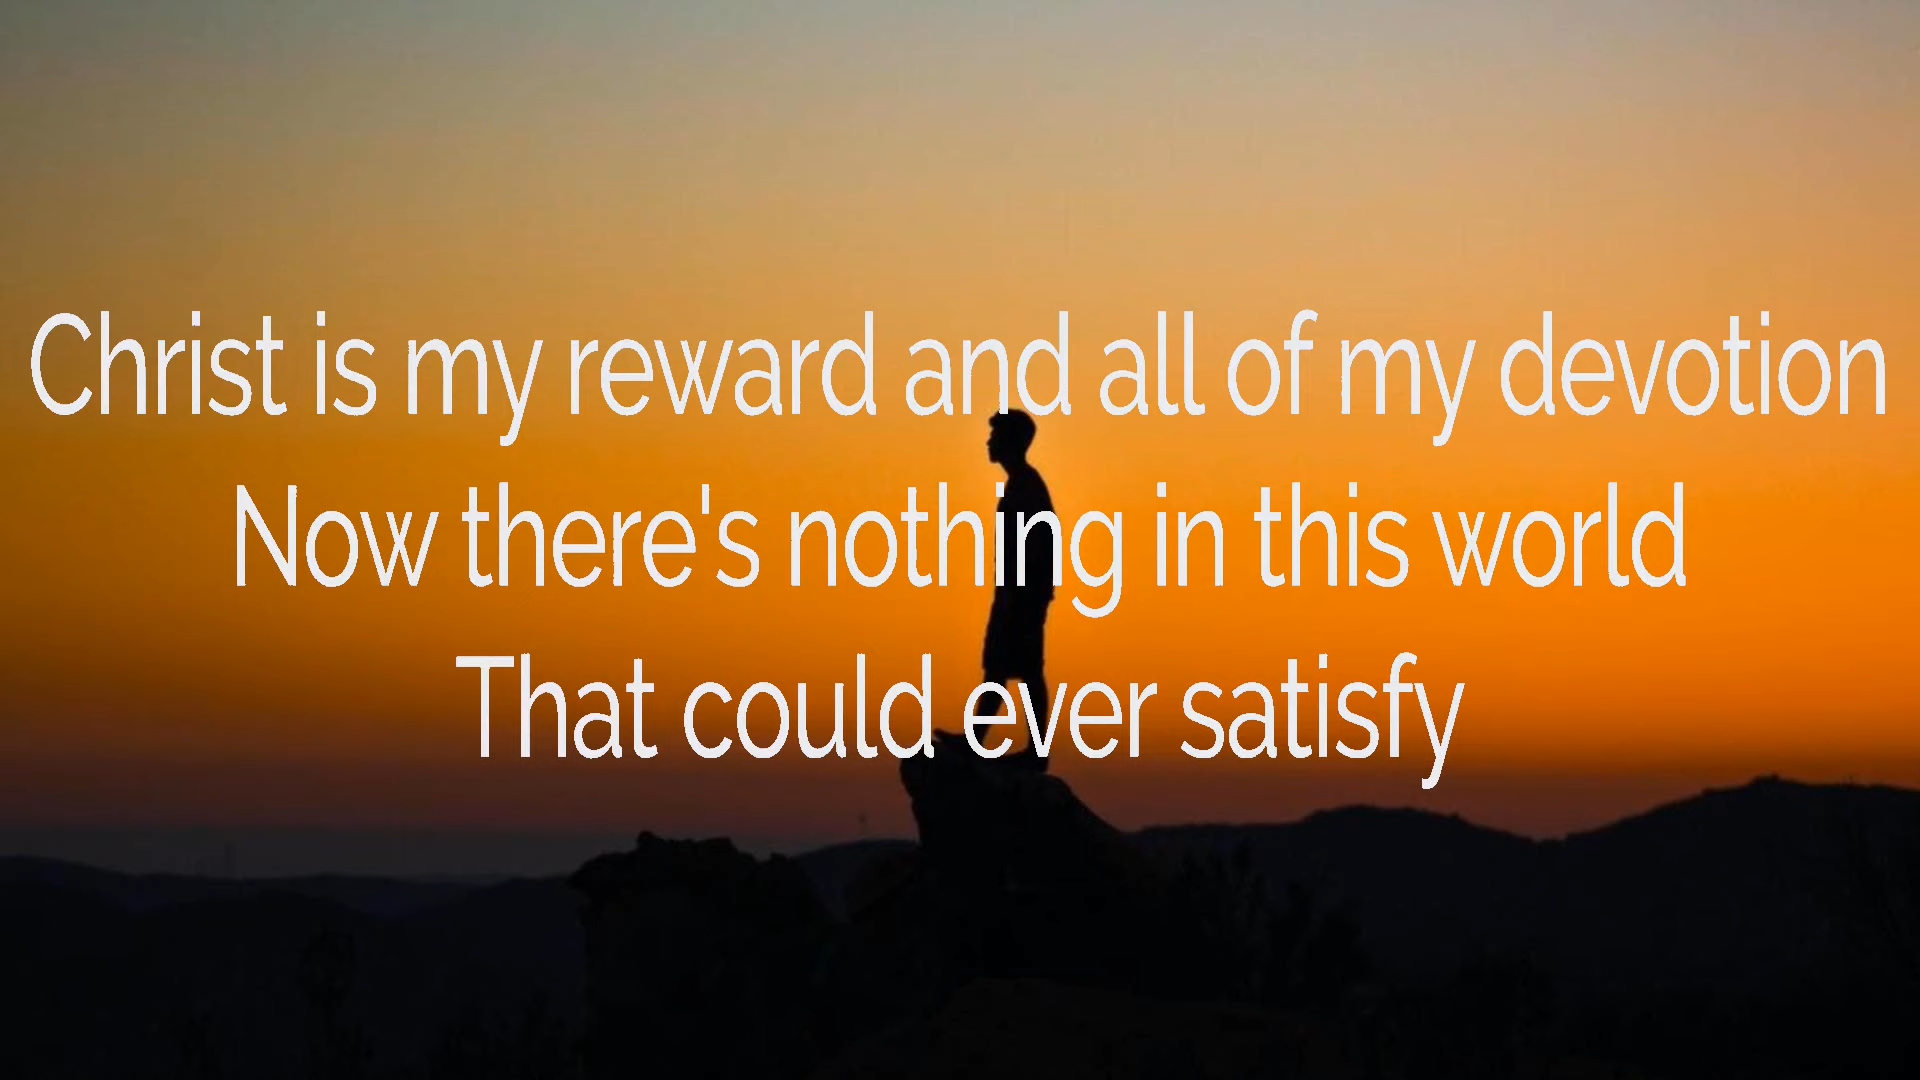 Christ is my reward and all of my devotion
Now there's nothing in this world
That could ever satisfy